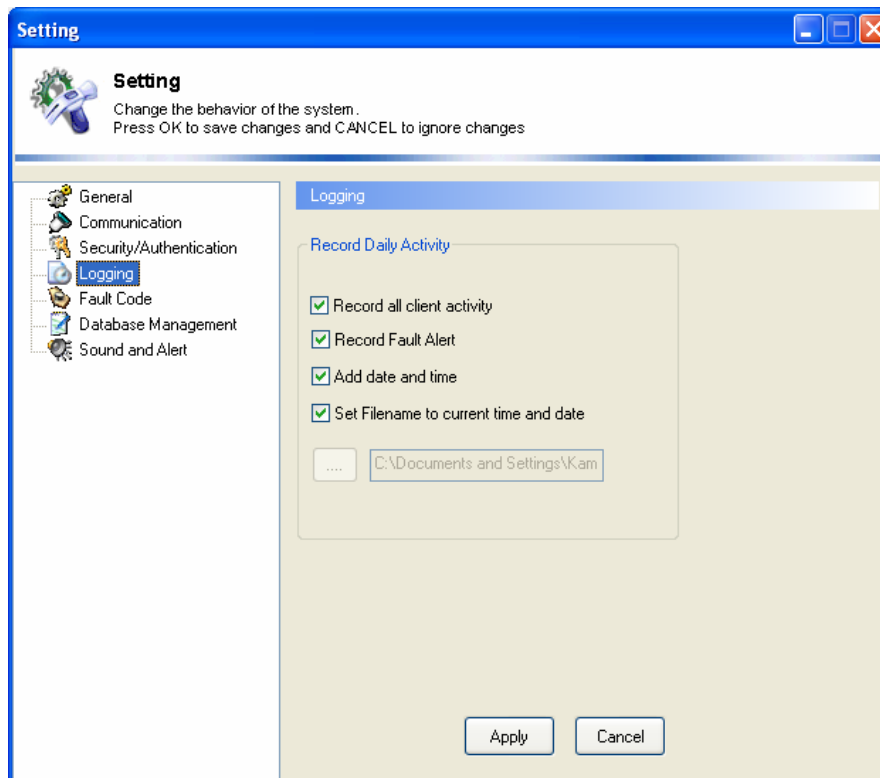 Setting
Setting
Change the behavior of the system.
Press OK to save changes and CANCEL to ignore changes
General
Communication
Security/Authentication
Logging
Fault Code
Database Management
Sound and Alert
Logging
Record Daily Activity
Record all client activity
Record Fault Alert
Add date and time
Set Filename to current time and date
....
C:\Documents and Settings\Kam
Apply
Cancel